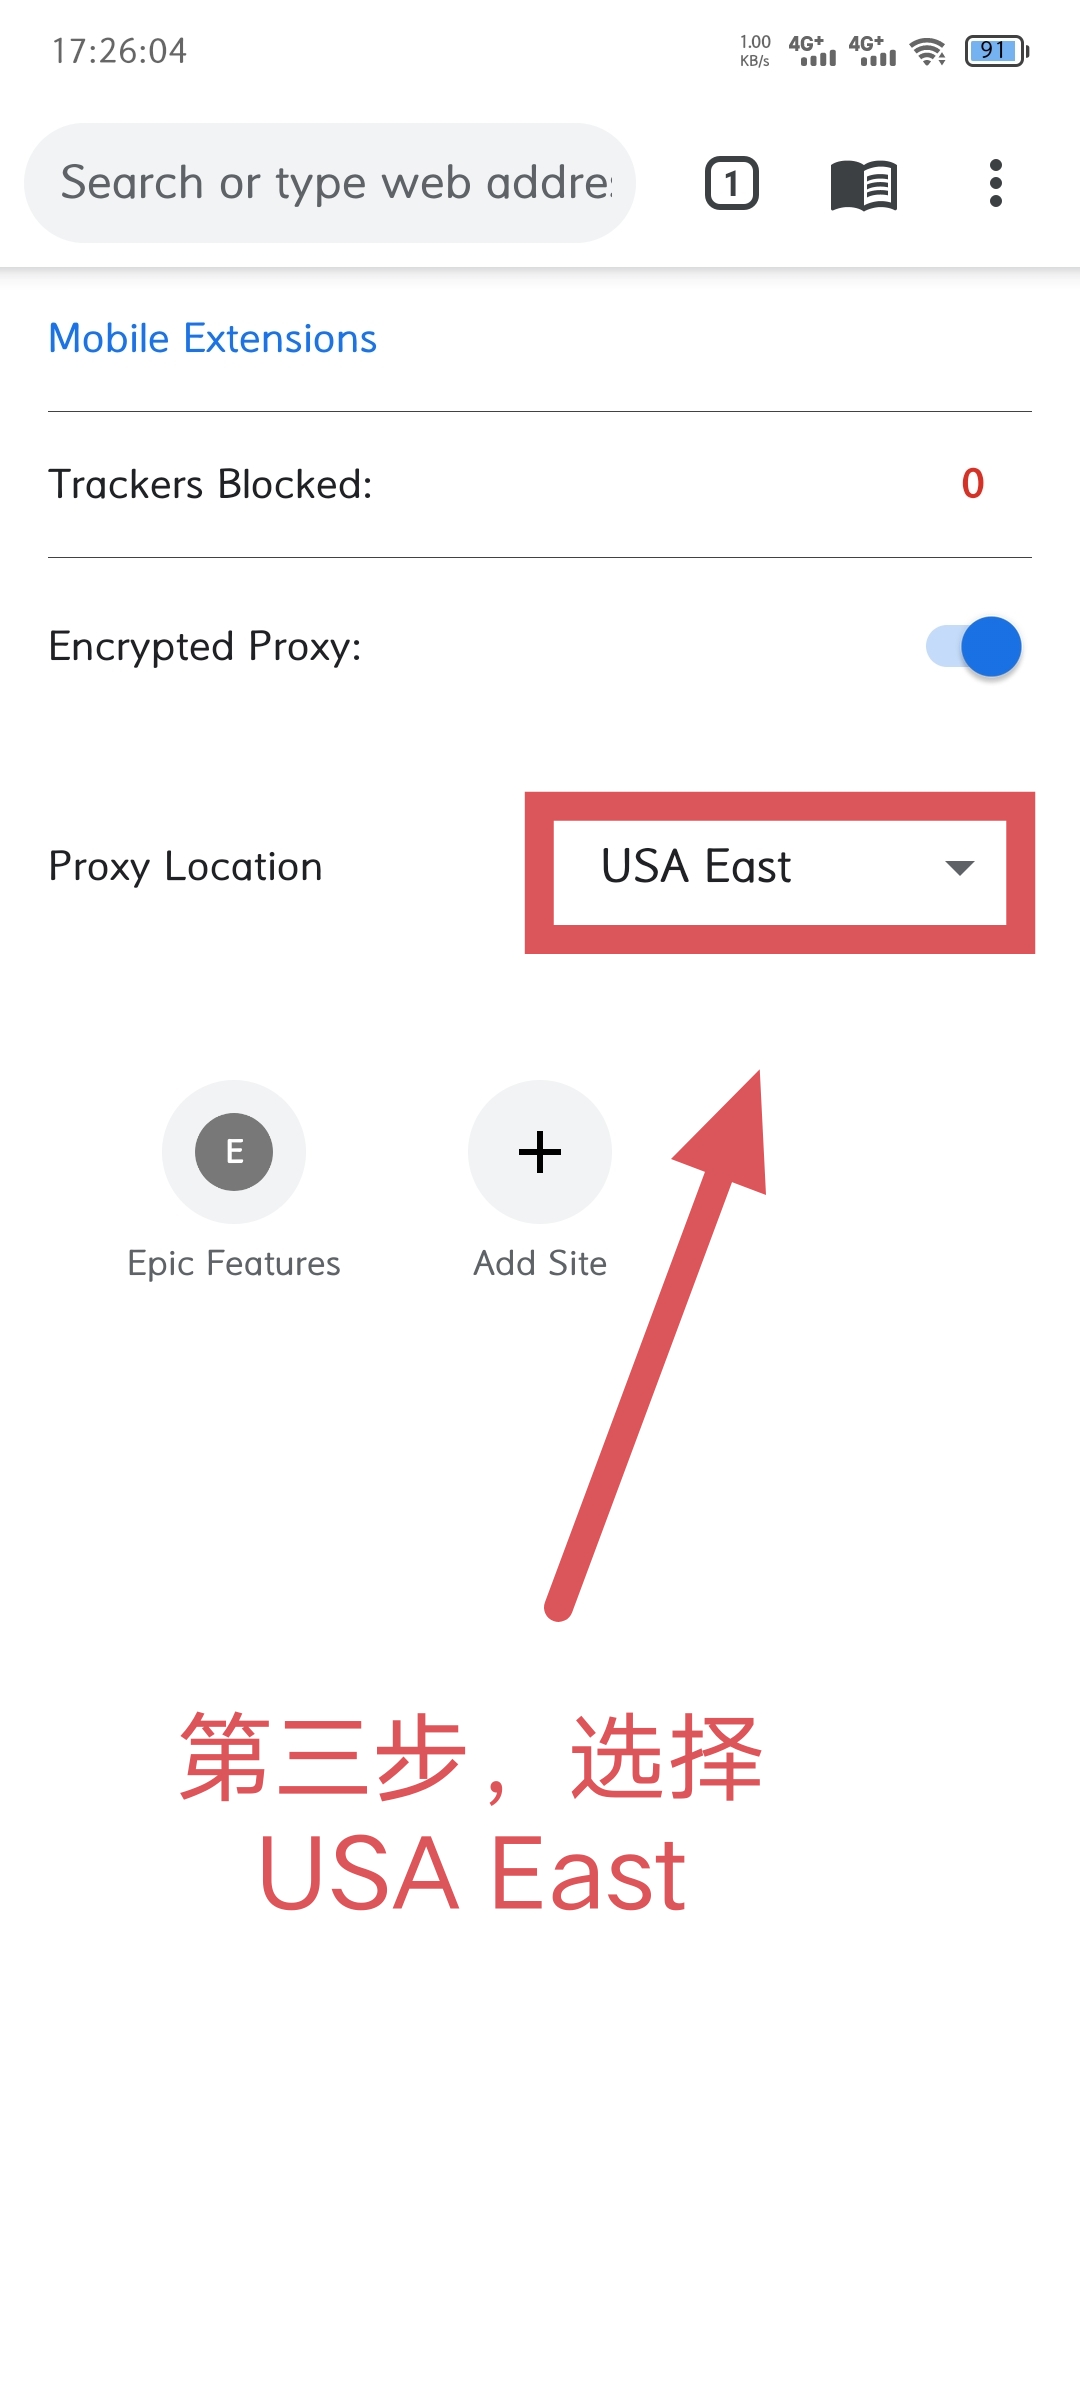 17:26:04
1.00 KB/s 4G+ 4G+ 91
Search or type web addre
1
Mobile Extensions
Trackers Blocked: 0
Encrypted Proxy:
Proxy Location USA East
E
Epic Features Add Site
第三步，选择
USA East